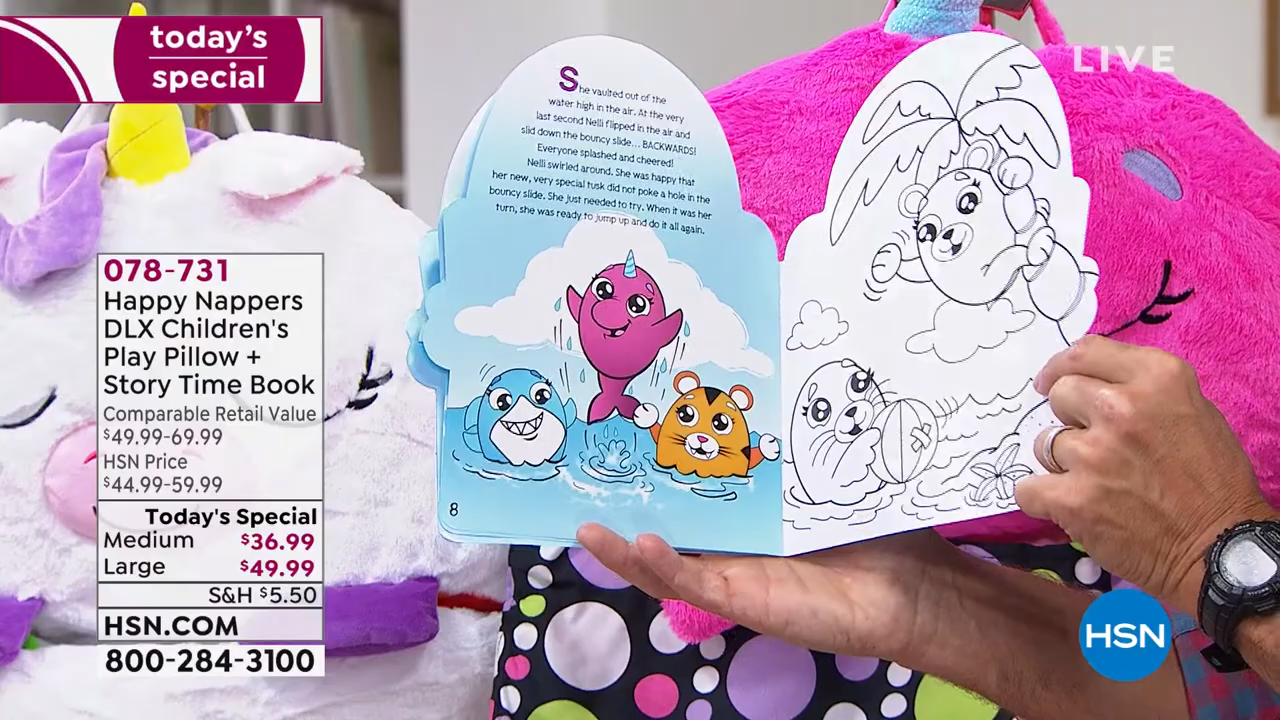 today's
special
LIVE
078-731
Happy Nappers
DLX Children's
Play Pillow +
Story Time Book
Comparable Retail Value
$49.99-69.99
HSN Price
$44.99-59.99
Today's Special
Medium $36.99
Large $49.99
S&H $5.50
HSN.COM
800-284-3100
She vaulted out of the
water high in the air. At the very
last second Nelli flipped in the air and
slid down the bouncy slide... BACKWARDS!
Everyone splashed and cheered!
Nelli swirled around. She was happy that
her new, very special tusk did not poke a hole in the
bouncy slide. She just needed to try. When it was her
turn, she was ready to jump up and do it all again.
8
HSN